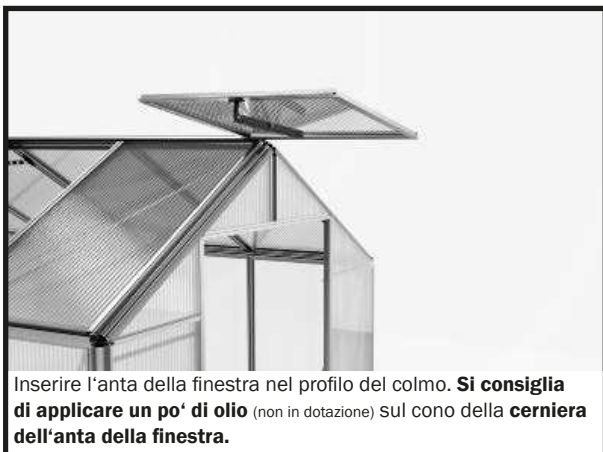 Inserire l‘anta della finestra nel profilo del colmo. Si consiglia
di applicare un po‘ di olio (non in dotazione) sul cono della cerniera
dell‘anta della finestra.